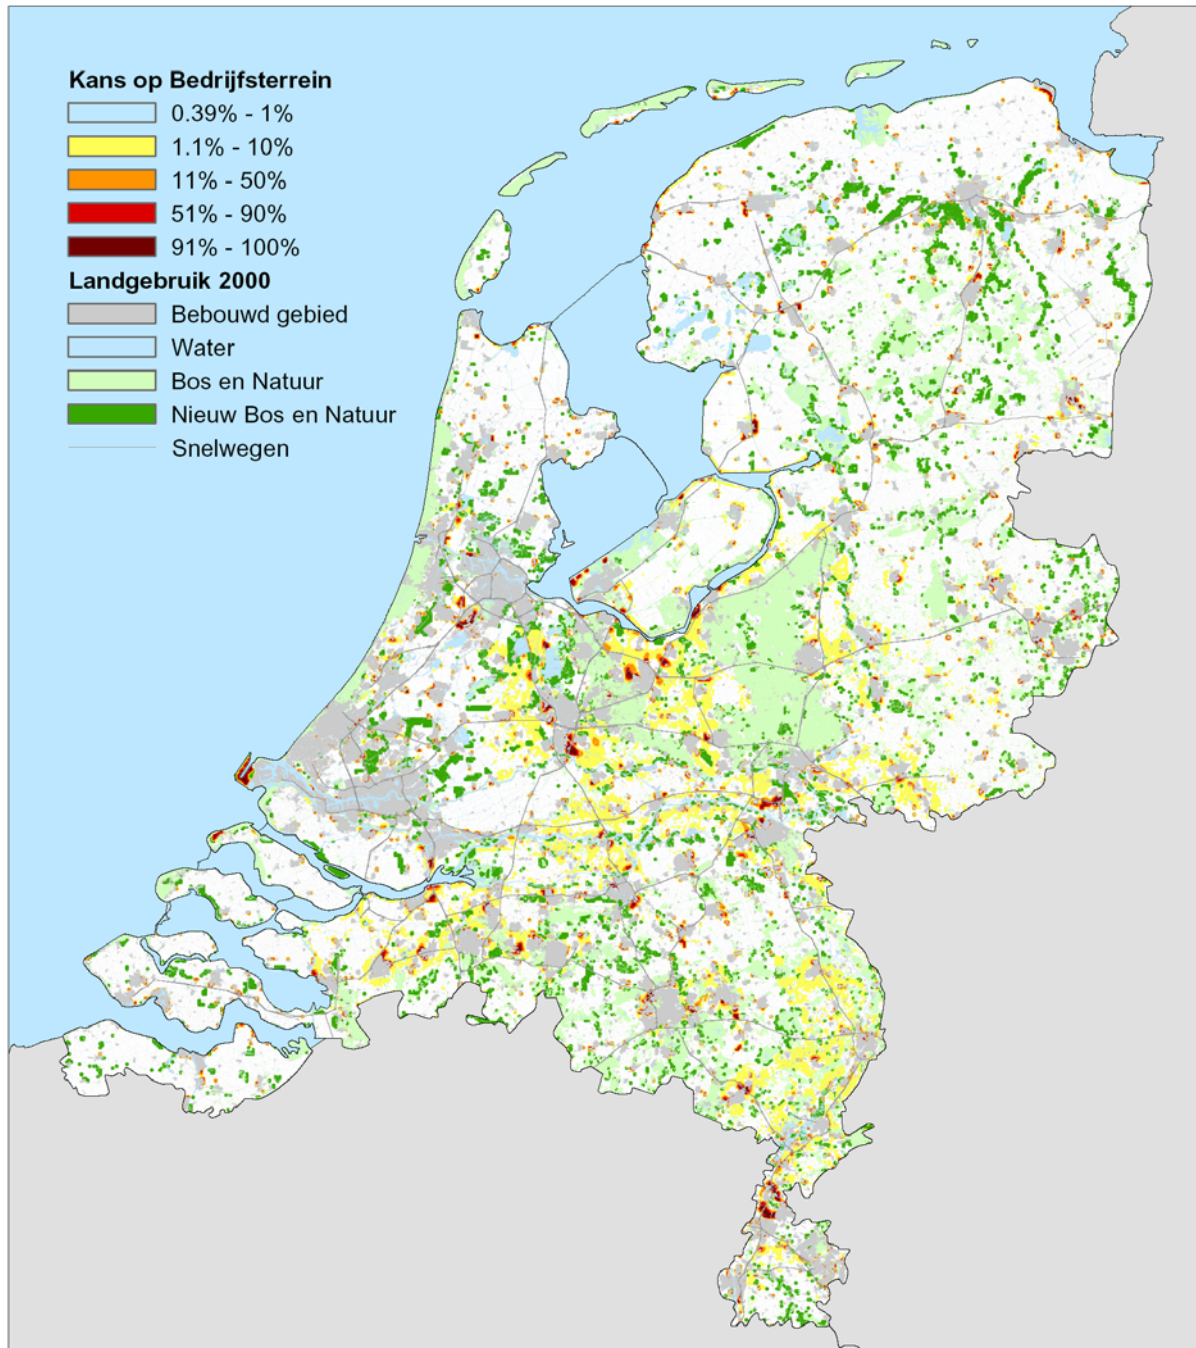 Kans op Bedrijfsterrein
0.39% - 1%
1.1% - 10%
11% - 50%
51% - 90%
91% - 100%
Landgebruik 2000
Bebouwd gebied
Water
Bos en Natuur
Nieuw Bos en Natuur
Snelwegen